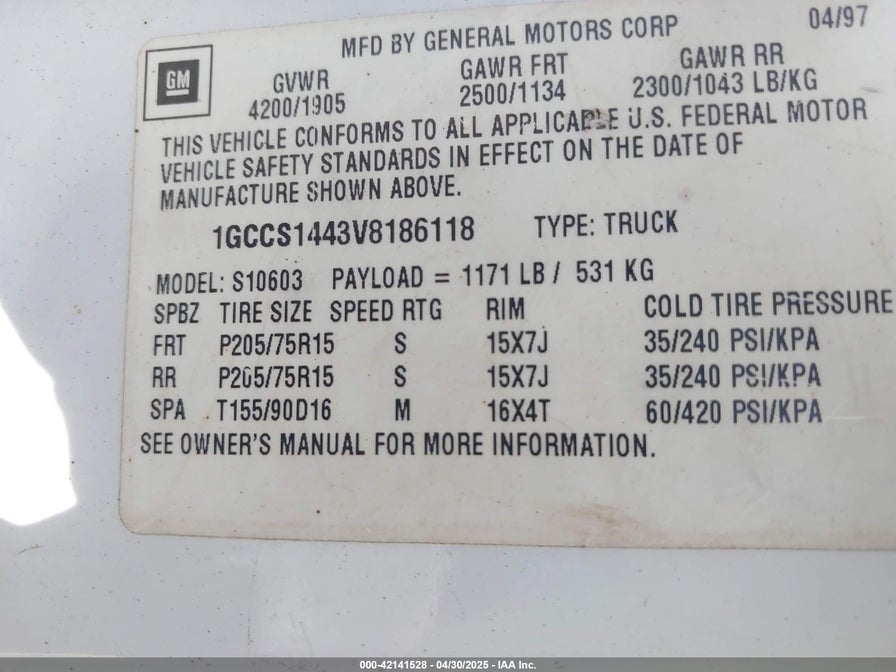 MFD BY GENERAL MOTORS CORP 04/97
GM
GVWR GAWR FRT GAWR RR
4200/1905 2500/1134 2300/1043 LB/KG
THIS VEHICLE CONFORMS TO ALL APPLICABLE U.S. FEDERAL MOTOR
VEHICLE SAFETY STANDARDS IN EFFECT ON THE DATE OF
MANUFACTURE SHOWN ABOVE.
1GCCS1443V8186118 TYPE: TRUCK
MODEL: S10603 PAYLOAD = 1171 LB / 531 KG
SPBZ TIRE SIZE SPEED RTG RIM COLD TIRE PRESSURE
FRT P205/75R15 S 15X7J 35/240 PSI/KPA
RR P205/75R15 S 15X7J 35/240 PSI/KPA
SPA T155/90D16 M 16X4T 60/420 PSI/KPA
SEE OWNER'S MANUAL FOR MORE INFORMATION.
000-42141528 - 04/30/2025 - IAA Inc.